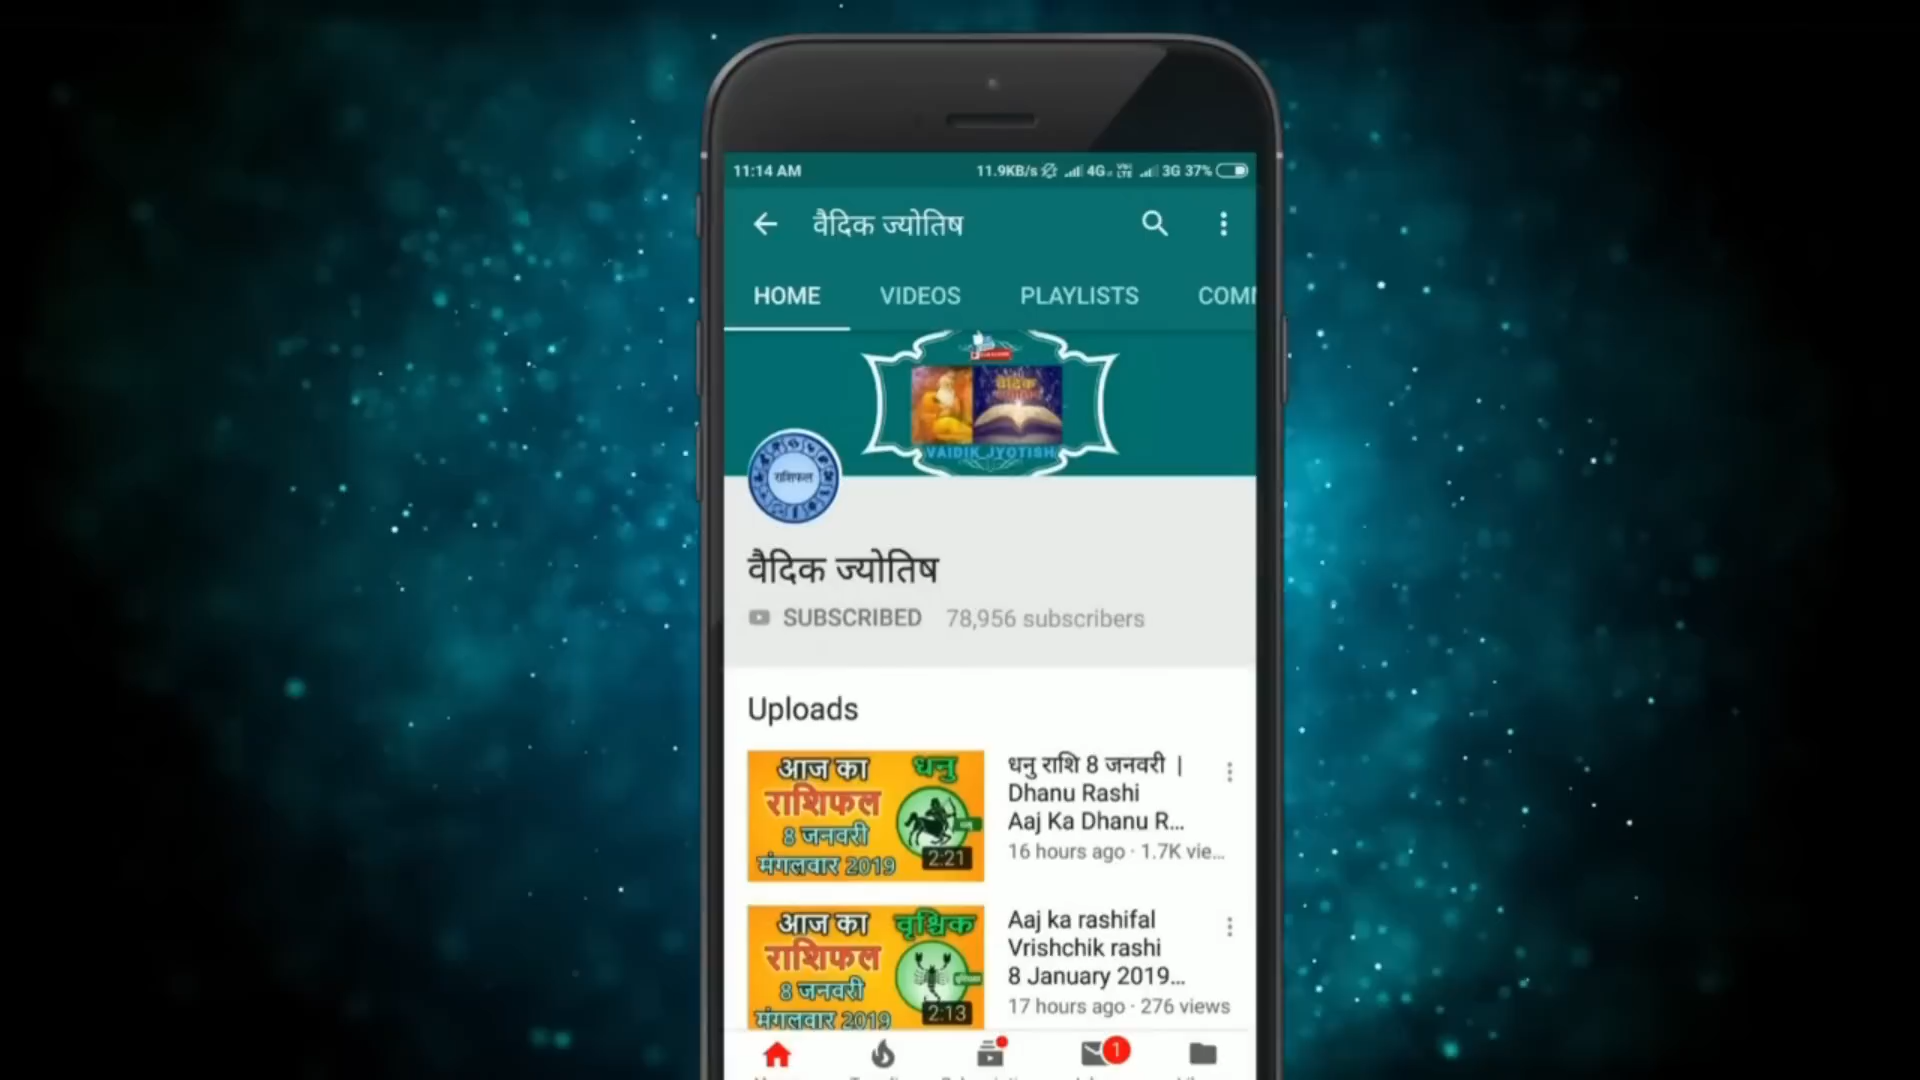 11:14 AM 11.9KB/s 4G VoLTE 3G 37%
वैदिक ज्योतिष
HOME VIDEOS PLAYLISTS COM
वैदिक
VAIDIK JYOTISH
राशिफल
वैदिक ज्योतिष
SUBSCRIBED 78,956 subscribers
Uploads
आज का धनु
राशिफल
8 जनवरी
मंगलवार 2019
2:21
धनु राशि 8 जनवरी |
Dhanu Rashi
Aaj Ka Dhanu R...
16 hours ago · 1.7K vie...
आज का वृश्चिक
राशिफल
8 जनवरी
मंगलवार 2019
2:13
Aaj ka rashifal
Vrishchik rashi
8 January 2019...
17 hours ago · 276 views
1